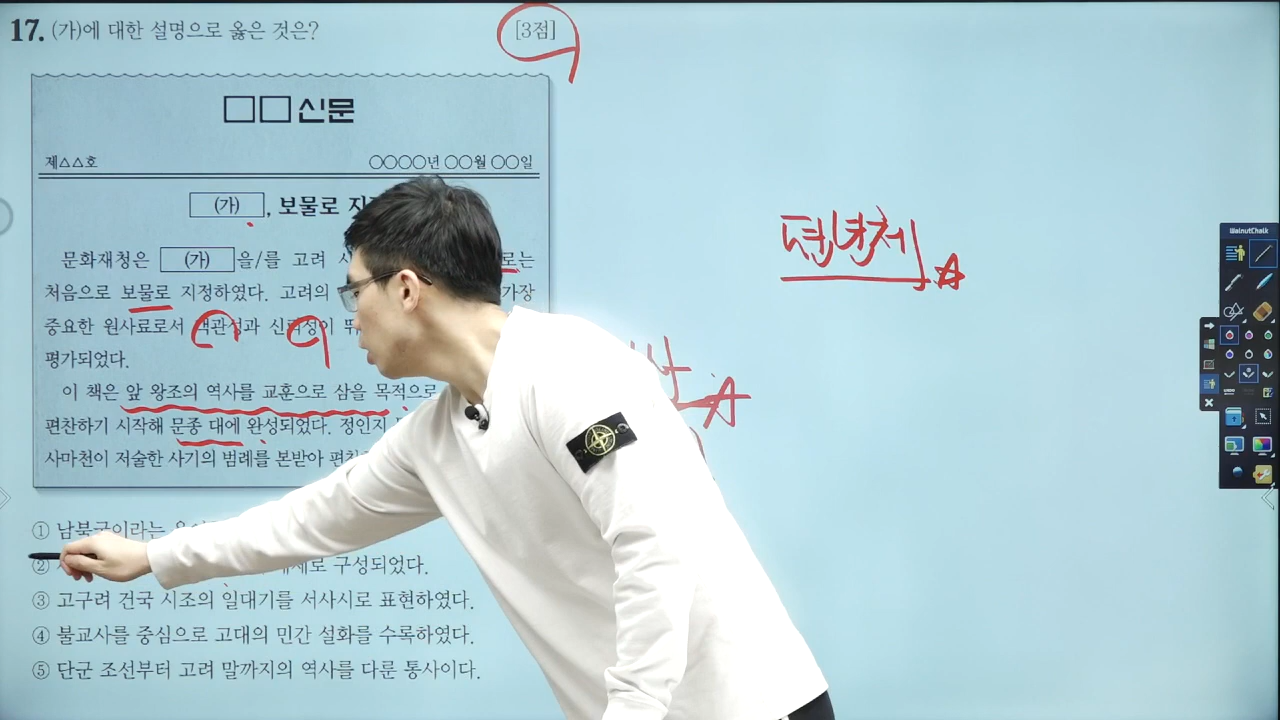 17. (가)에 대한 설명으로 옳은 것은? [3점]
□□신문
제△△호 ○○○○년 ○○월 ○○일
(가), 보물로
문화재청은 (가)을/를 고려 로는
처음으로 보물로 지정하였다. 고려의 가장
중요한 원사료로서 객관성과 신뢰성이
평가되었다.
이 책은 앞 왕조의 역사를 교훈으로 삼을 목적으로
편찬하기 시작해 문종 대에 완성되었다. 정인지
사마천이 저술한 사기의 범례를 본받아
① 남북국이라는
② 구성되었다.
③ 고구려 건국 시조의 일대기를 서사시로 표현하였다.
④ 불교사를 중심으로 고대의 민간 설화를 수록하였다.
⑤ 단군 조선부터 고려 말까지의 역사를 다룬 통사이다.
편년체
WalnutChalk